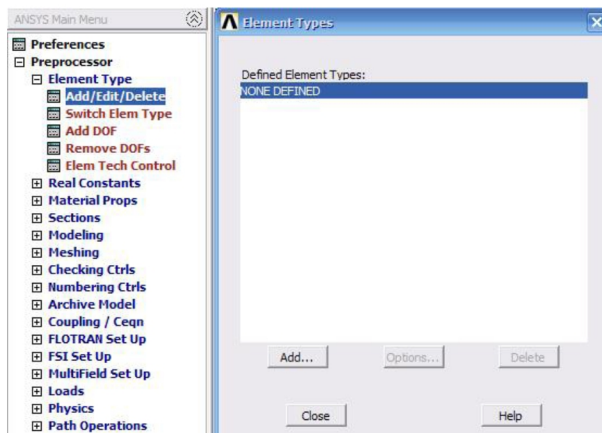 ANSYS Main Menu
Preferences
Preprocessor
Element Type
Add/Edit/Delete
Switch Elem Type
Add DOF
Remove DOFs
Elem Tech Control
Real Constants
Material Props
Sections
Modeling
Meshing
Checking Ctrls
Numbering Ctrls
Archive Model
Coupling / Ceqn
FLOTRAN Set Up
FSI Set Up
MultiField Set Up
Loads
Physics
Path Operations
Element Types
Defined Element Types:
NONE DEFINED
Add...
Options...
Delete
Close
Help